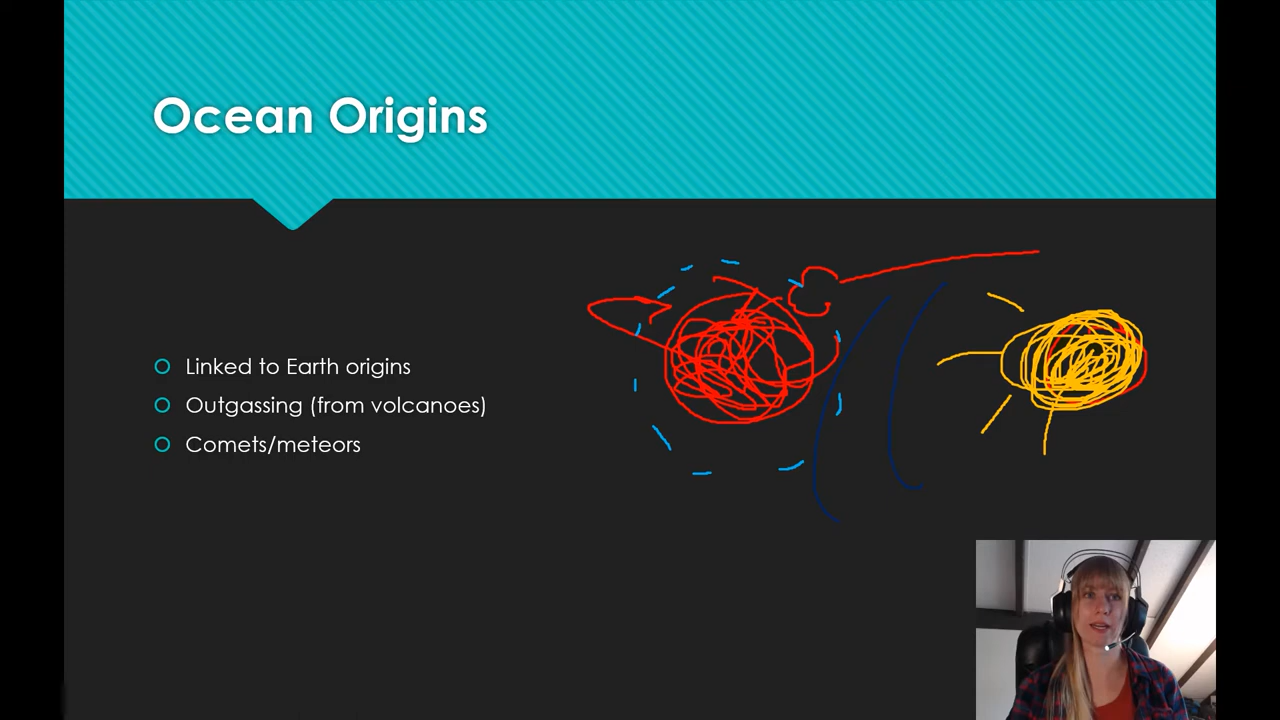 Ocean Origins
Linked to Earth origins
Outgassing (from volcanoes)
Comets/meteors